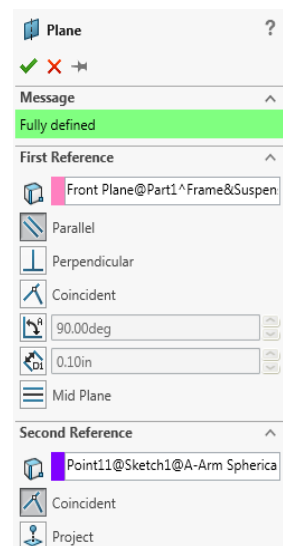 Plane
?
Message
Fully defined
First Reference
Front Plane@Part1^Frame&Suspen
Parallel
Perpendicular
Coincident
90.00deg
0.10in
Mid Plane
Second Reference
Point11@Sketch1@A-Arm Spherica
Coincident
Project